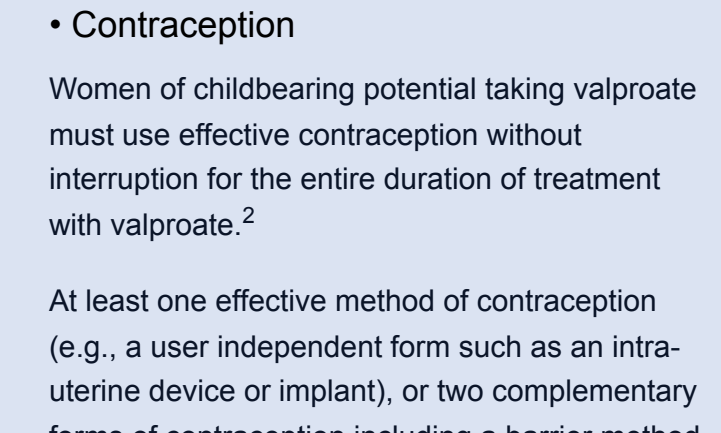 • Contraception
Women of childbearing potential taking valproate
must use effective contraception without
interruption for the entire duration of treatment
with valproate.2
At least one effective method of contraception
(e.g., a user independent form such as an intra-
uterine device or implant), or two complementary
forms of contraception including a barrier method